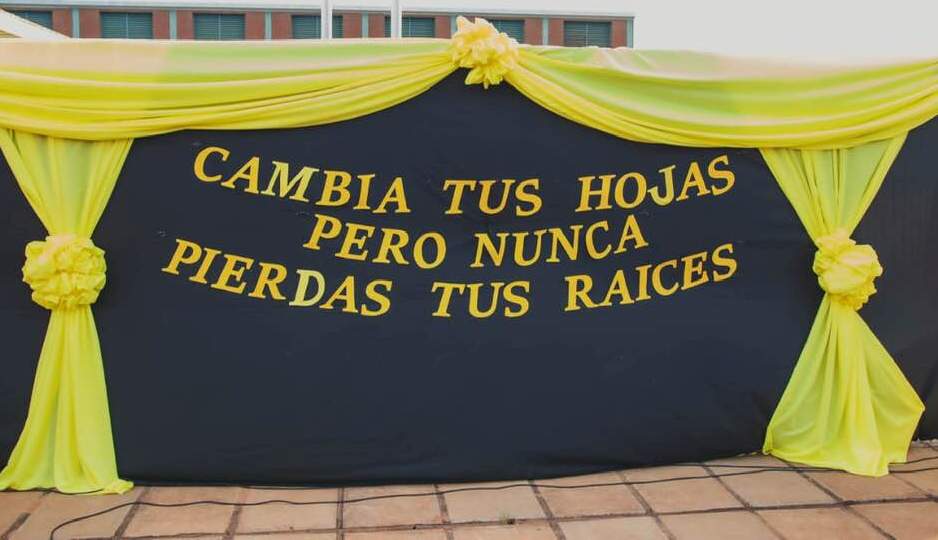 CAMBIA TUS HOJAS
PERO NUNCA
PIERDAS TUS RAICES